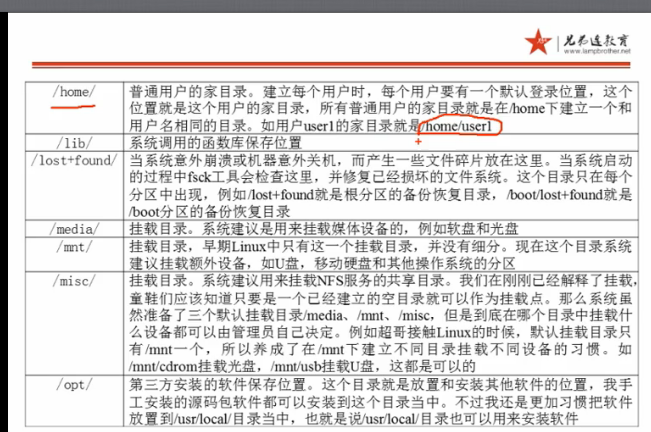 兄弟连教育
www.lampbrother.net
/home/ 普通用户的家目录。建立每个用户时，每个用户要有一个默认登录位置，这个
位置就是这个用户的家目录，所有普通用户的家目录就是在/home下建立一个和
用户名相同的目录。如用户user1的家目录就是/home/user1
/lib/ 系统调用的函数库保存位置
/lost+found/ 当系统意外崩溃或机器意外关机，而产生一些文件碎片放在这里。当系统启动
的过程中fsck工具会检查这里，并修复已经损坏的文件系统。这个目录只在每个
分区中出现，例如/lost+found就是根分区的备份恢复目录，/boot/lost+found就是
/boot分区的备份恢复目录
/media/ 挂载目录。系统建议是用来挂载媒体设备的，例如软盘和光盘
/mnt/ 挂载目录，早期Linux中只有这一个挂载目录，并没有细分。现在这个目录系统
建议挂载额外设备，如U盘，移动硬盘和其他操作系统的分区
/misc/ 挂载目录。系统建议用来挂载NFS服务的共享目录。我们在刚刚已经解释了挂载，
童鞋们应该知道只要是一个已经建立的空目录就可以作为挂载点。那么系统虽
然准备了三个默认挂载目录/media、/mnt、/misc，但是到底在哪个目录中挂载什
么设备都可以由管理员自己决定。例如超哥接触Linux的时候，默认挂载目录只
有/mnt一个，所以养成了在/mnt下建立不同目录挂载不同设备的习惯。如
/mnt/cdrom挂载光盘，/mnt/usb挂载U盘，这都是可以的
/opt/ 第三方安装的软件保存位置。这个目录就是放置和安装其他软件的位置，我手
工安装的源码包软件都可以安装到这个目录当中。不过我还是更加习惯把软件
放置到/usr/local/目录当中，也就是说/usr/local/目录也可以用来安装软件